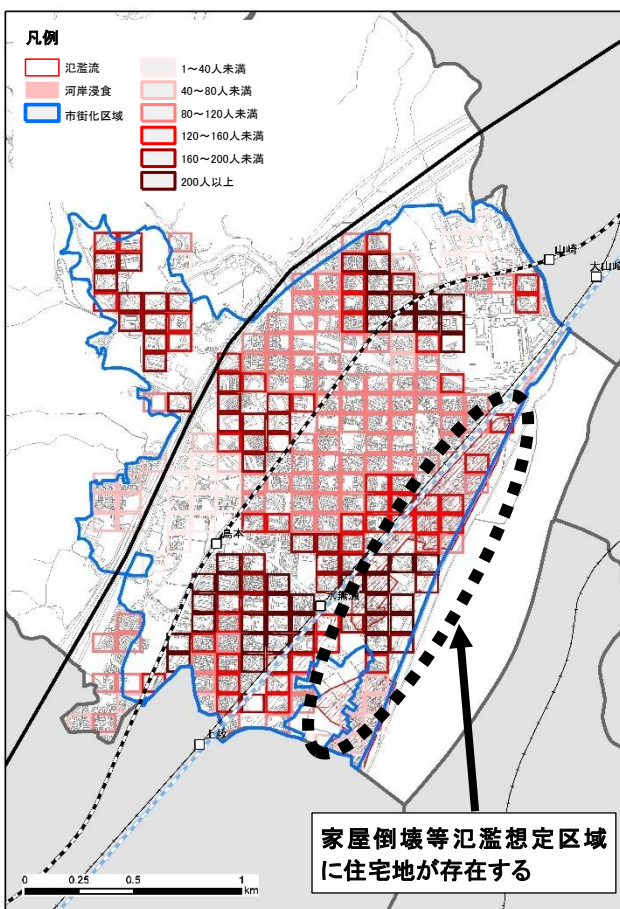 凡例
氾濫流
河岸浸食
市街化区域
1～40人未満
40～80人未満
80～120人未満
120～160人未満
160～200人未満
200人以上
山崎
大山崎
島本
水無瀬
上牧
家屋倒壊等氾濫想定区域
に住宅地が存在する
0 0.25 0.5 1
km